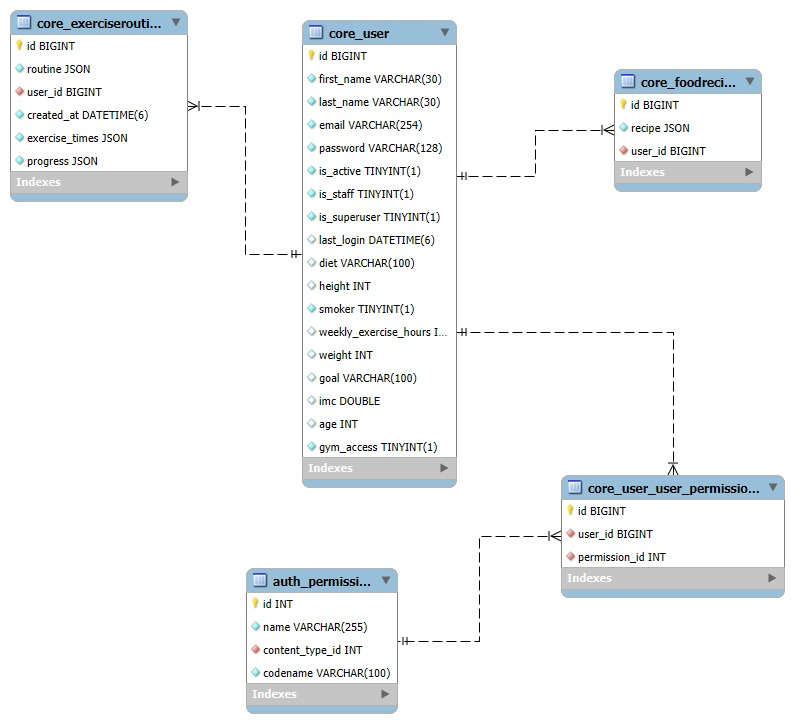 core_exerciserouti...
id BIGINT
routine JSON
user_id BIGINT
created_at DATETIME(6)
exercise_times JSON
progress JSON
Indexes
core_user
id BIGINT
first_name VARCHAR(30)
last_name VARCHAR(30)
email VARCHAR(254)
password VARCHAR(128)
is_active TINYINT(1)
is_staff TINYINT(1)
is_superuser TINYINT(1)
last_login DATETIME(6)
diet VARCHAR(100)
height INT
smoker TINYINT(1)
weekly_exercise_hours I...
weight INT
goal VARCHAR(100)
imc DOUBLE
age INT
gym_access TINYINT(1)
Indexes
core_foodreci...
id BIGINT
recipe JSON
user_id BIGINT
Indexes
core_user_user_permissio...
id BIGINT
user_id BIGINT
permission_id INT
Indexes
auth_permissi...
id INT
name VARCHAR(255)
content_type_id INT
codename VARCHAR(100)
Indexes